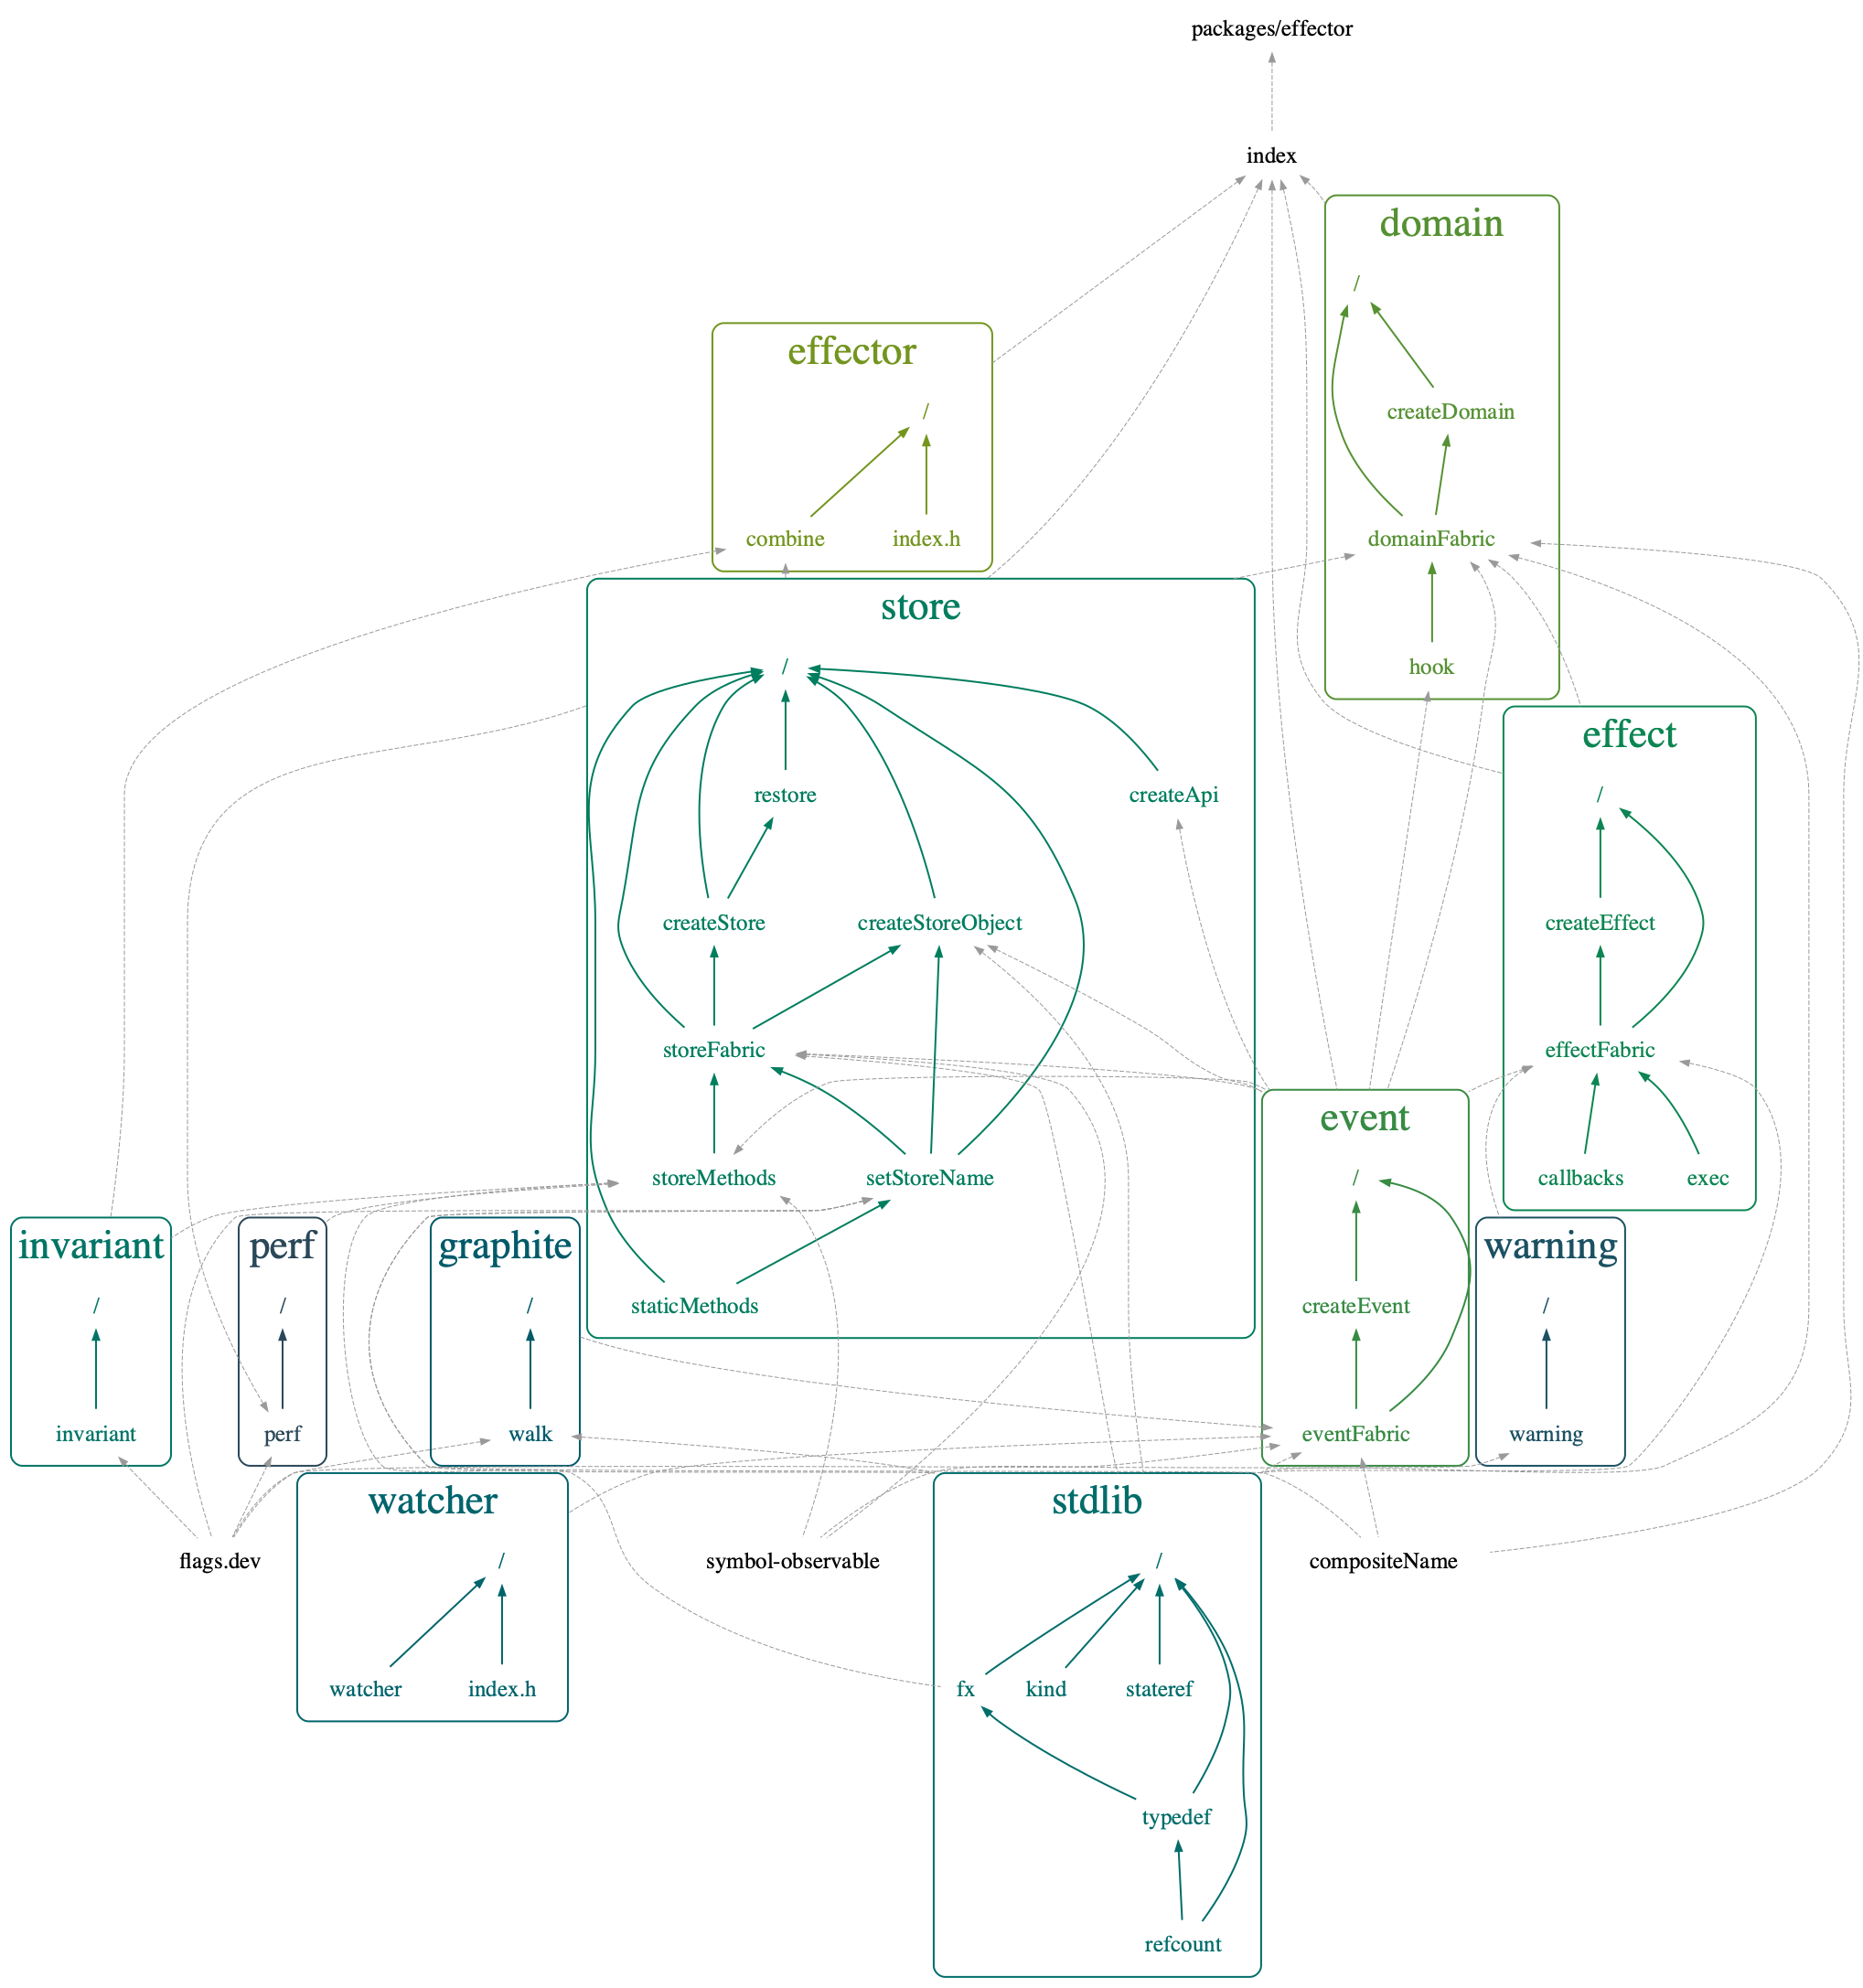 packages/effector
index
domain
/
effector
/
createDomain
combine
index.h
domainFabric
store
/
hook
effect
restore
createApi
/
createStore
createStoreObject
createEffect
storeFabric
effectFabric
event
storeMethods
setStoreName
/
callbacks
exec
invariant
perf
graphite
warning
/
/
/
staticMethods
createEvent
/
invariant
perf
walk
eventFabric
warning
watcher
stdlib
flags.dev
/
symbol-observable
/
compositeName
watcher
index.h
fx
kind
stateref
typedef
refcount